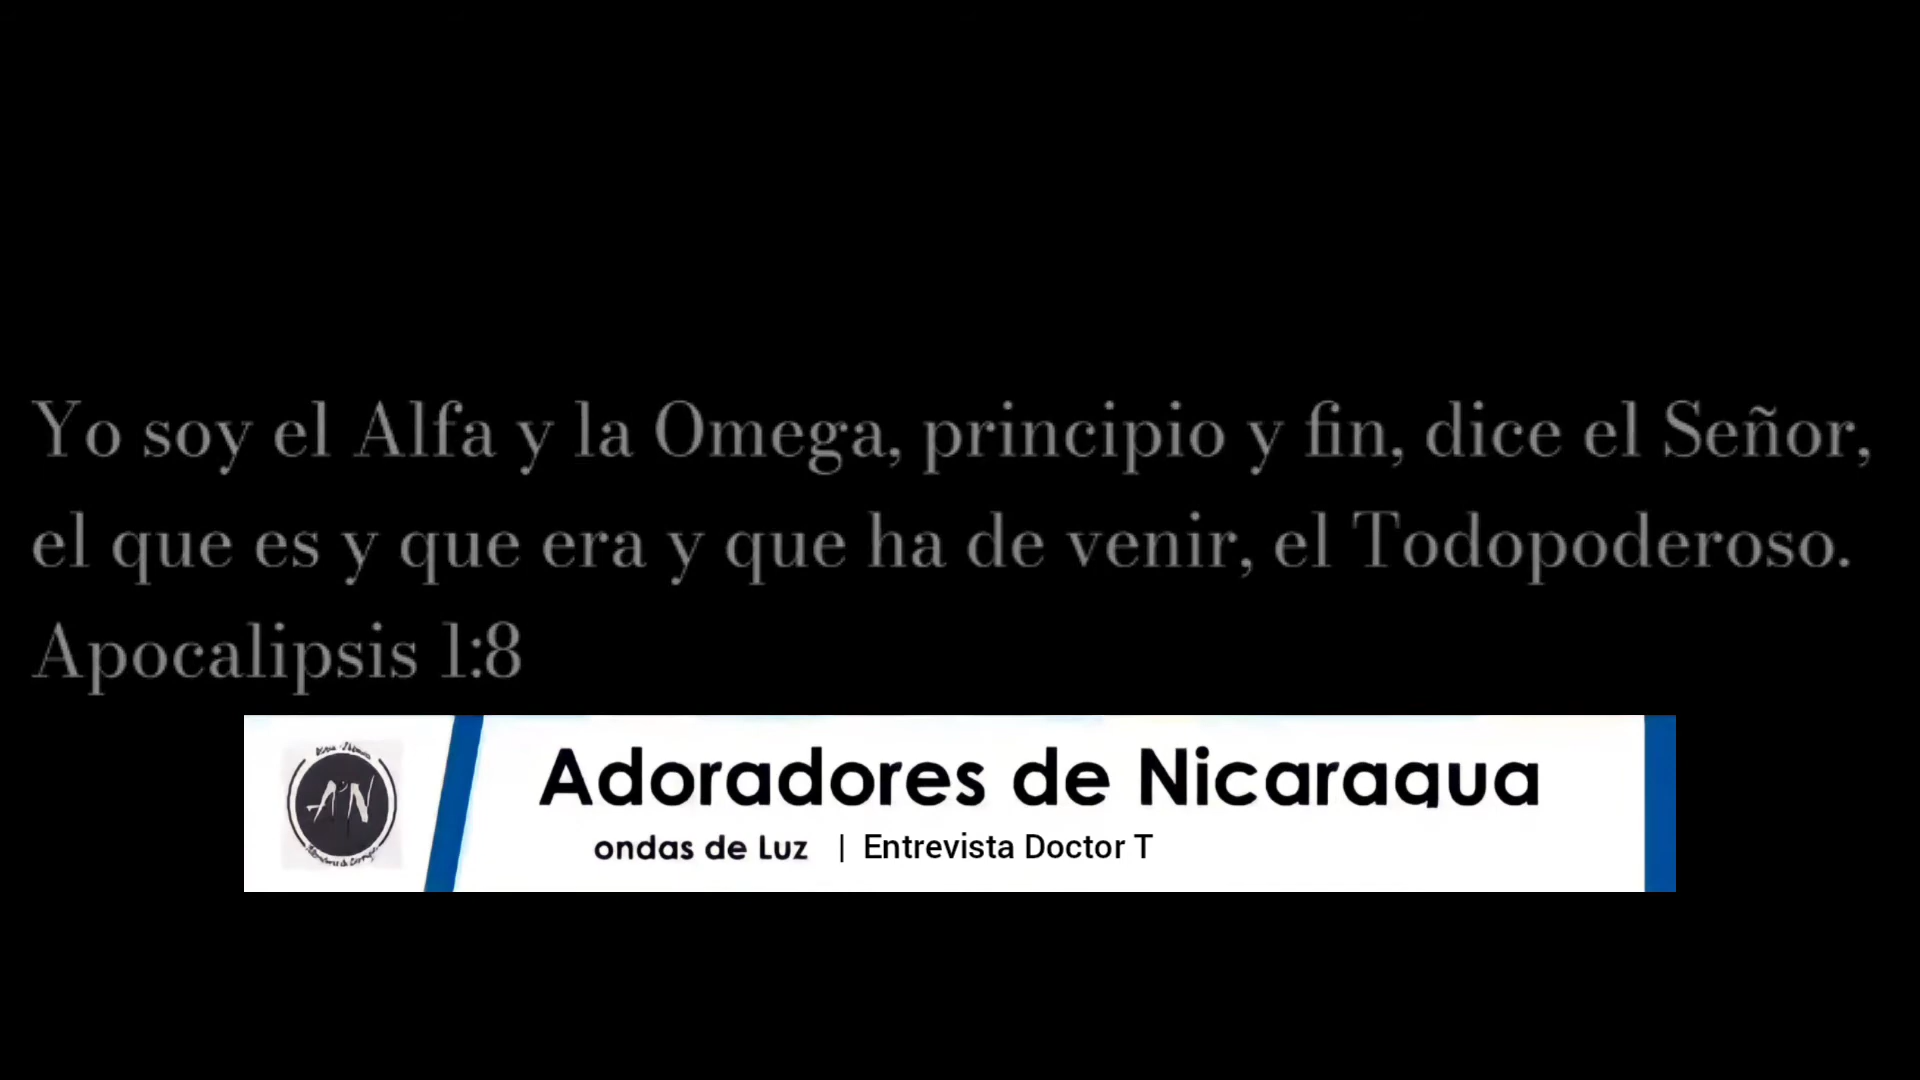 Yo soy el Alfa y la Omega, principio y fin, dice el Señor,
el que es y que era y que ha de venir, el Todopoderoso.
Apocalipsis 1:8
Adoradores de Nicaragua
ondas de Luz | Entrevista Doctor T
AN